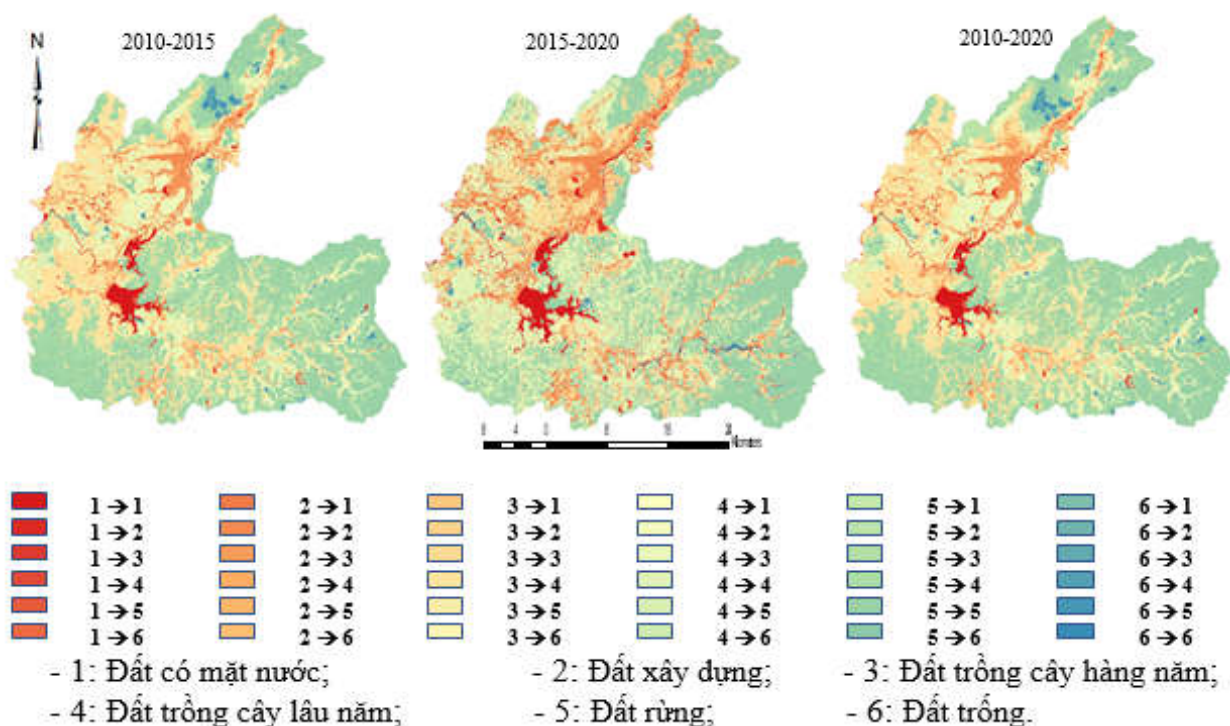 N
2010-2015 2015-2020 2010-2020
1 → 1 2 → 1 3 → 1 4 → 1 5 → 1 6 → 1
1 → 2 2 → 2 3 → 2 4 → 2 5 → 2 6 → 2
1 → 3 2 → 3 3 → 3 4 → 3 5 → 3 6 → 3
1 → 4 2 → 4 3 → 4 4 → 4 5 → 4 6 → 4
1 → 5 2 → 5 3 → 5 4 → 5 5 → 5 6 → 5
1 → 6 2 → 6 3 → 6 4 → 6 5 → 6 6 → 6
- 1: Đất có mặt nước; - 2: Đất xây dựng; - 3: Đất trồng cây hàng năm;
- 4: Đất trồng cây lâu năm; - 5: Đất rừng; - 6: Đất trống.